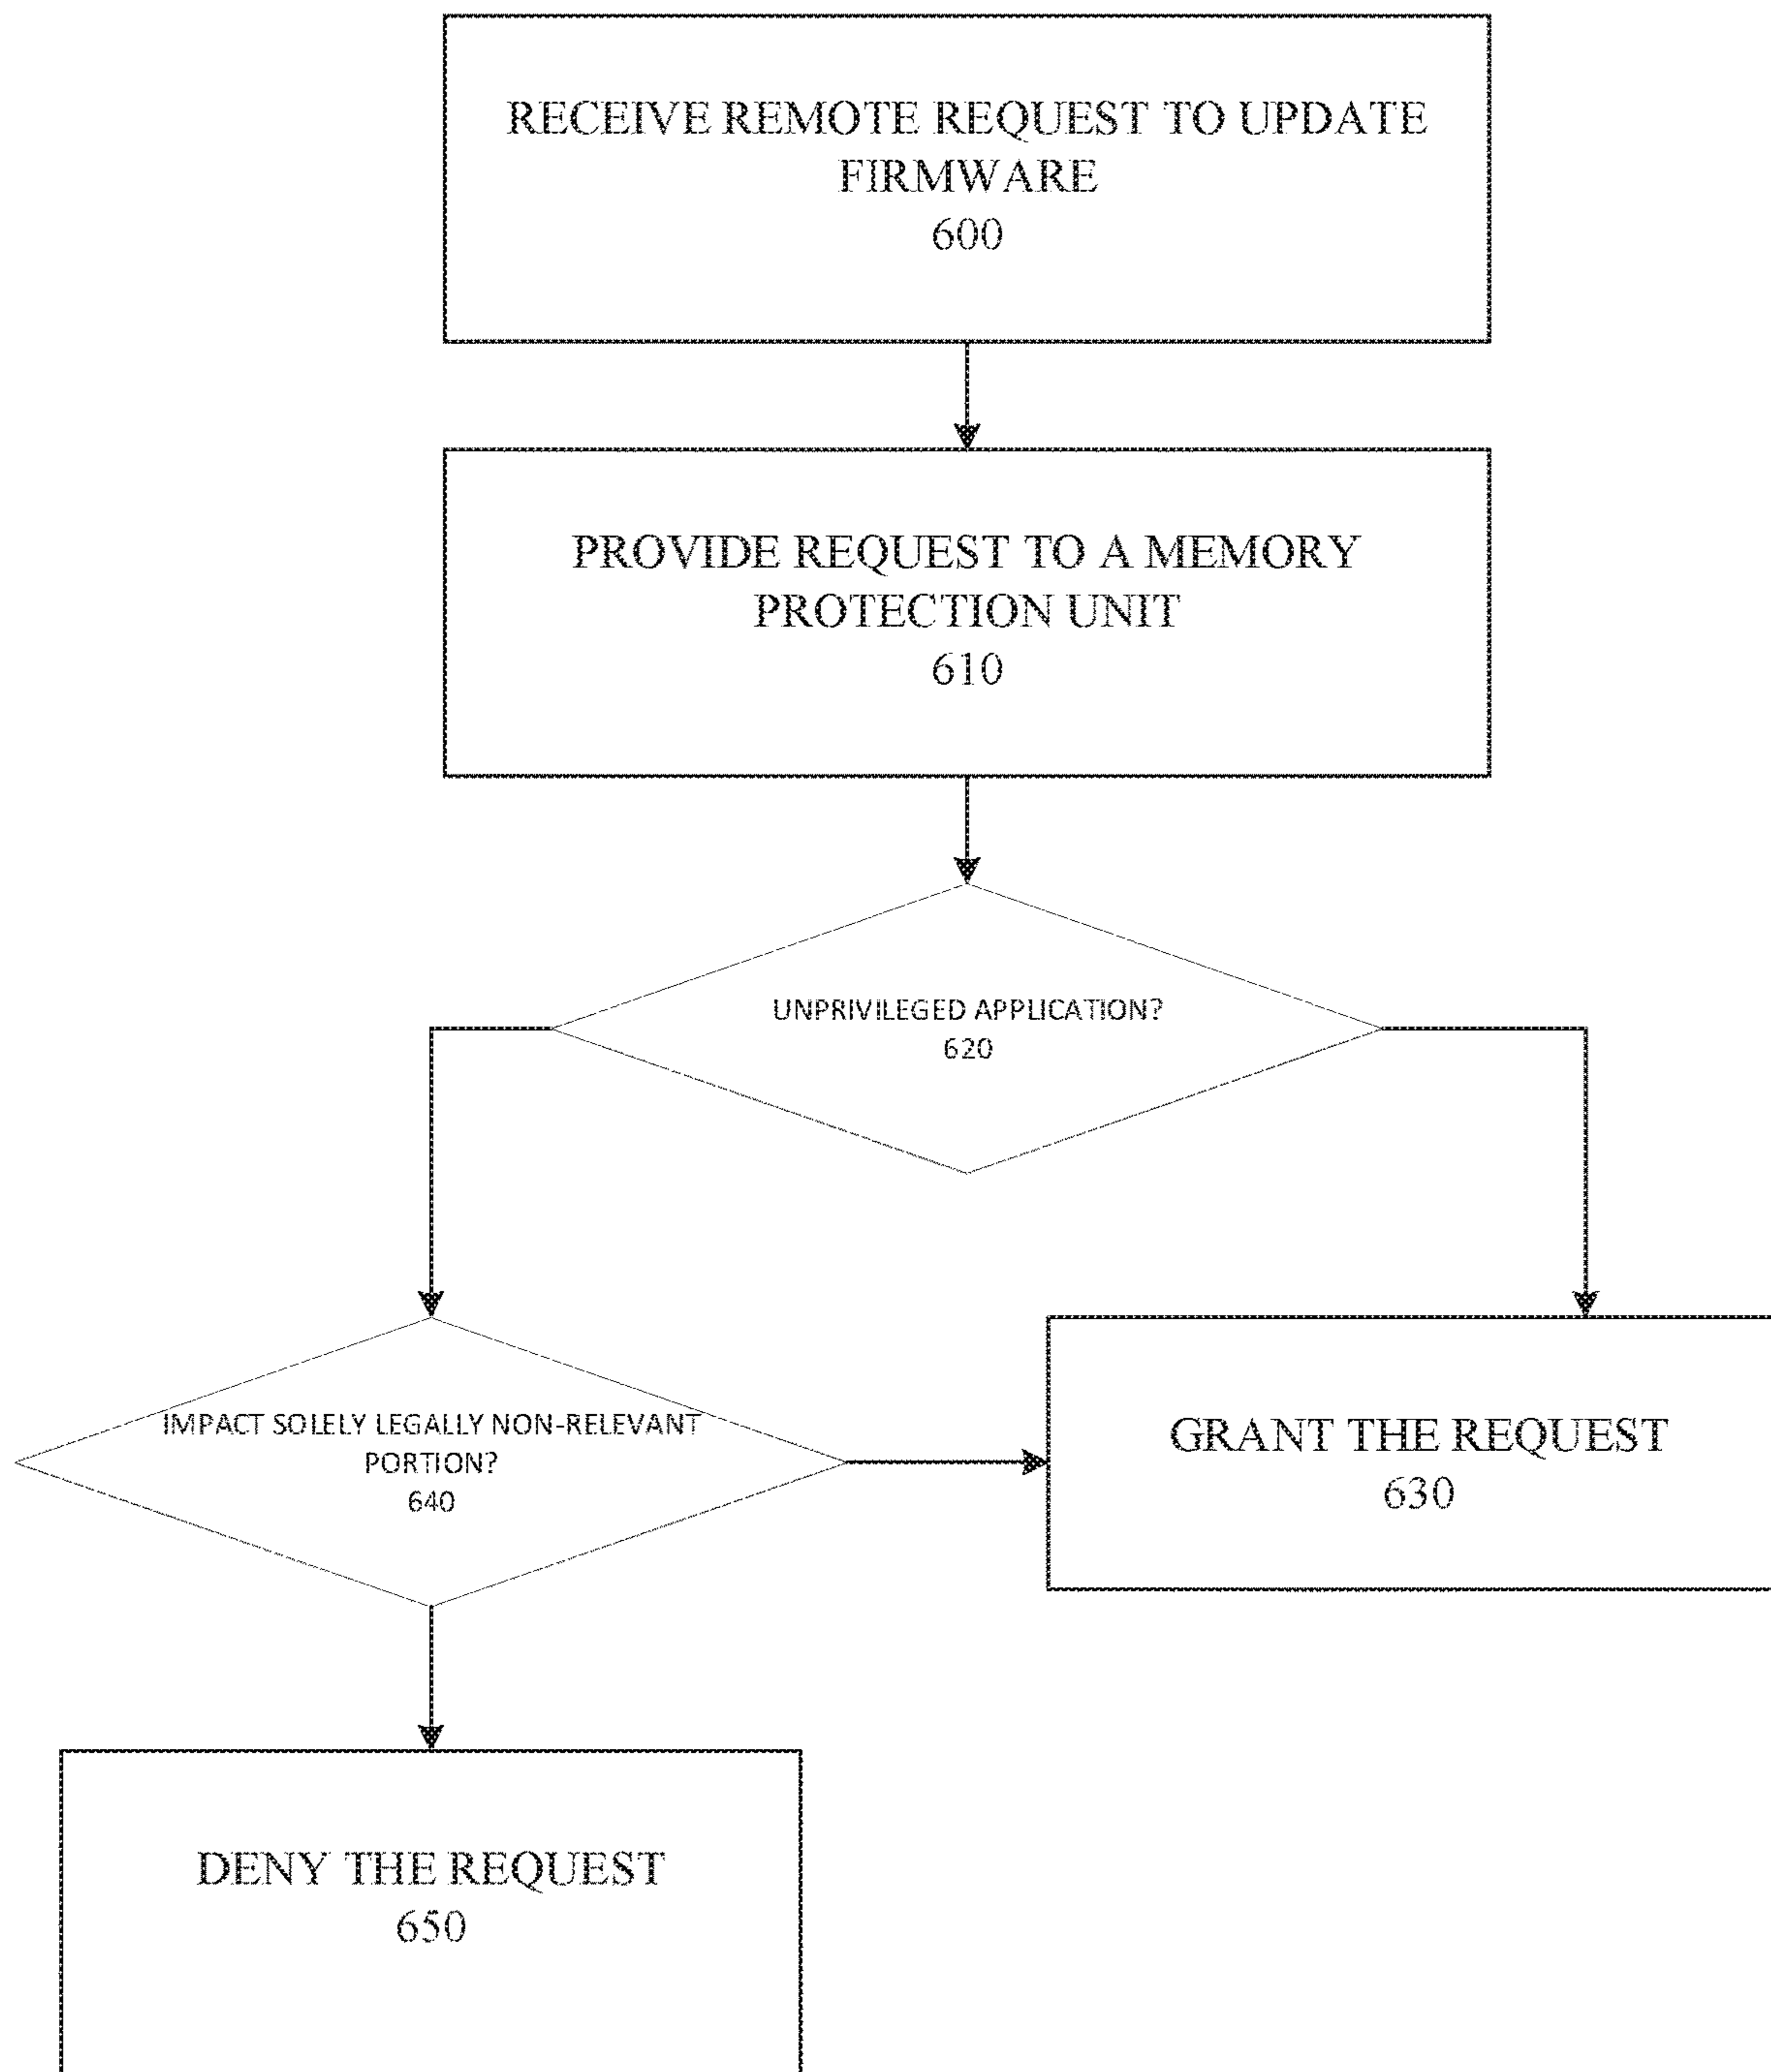 RECEIVE REMOTE REQUEST TO UPDATE
FIRMWARE
600
PROVIDE REQUEST TO A MEMORY
PROTECTION UNIT
610
UNPRIVILEGED APPLICATION?
620
IMPACT SOLELY LEGALLY NON-RELEVANT
PORTION?
640
GRANT THE REQUEST
630
DENY THE REQUEST
650